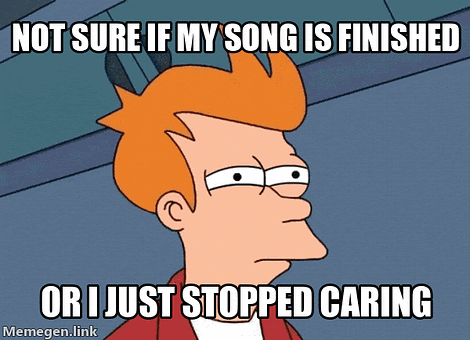 NOT SURE IF MY SONG IS FINISHED
OR I JUST STOPPED CARING
Memegen.link